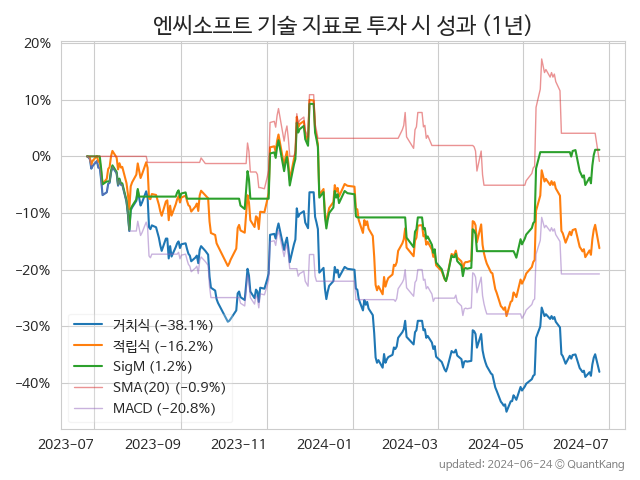 엔씨소프트 기술 지표로 투자 시 성과 (1년)
20%
10%
0%
−10%
−20%
−30%
−40%
거치식 (−38.1%)
적립식 (−16.2%)
SigM (1.2%)
SMA(20) (−0.9%)
MACD (−20.8%)
2023−07
2023−09
2023−11
2024−01
2024−03
2024−05
2024−07
updated: 2024−06−24 ⓒ QuantKang